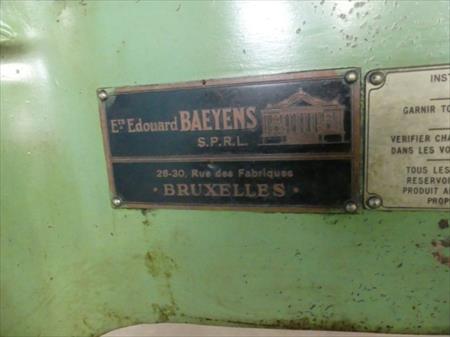 Ets Edouard BAEYENS
S.P.R.L.
26-30, Rue des Fabriques
· BRUXELLES ·
INST
GARNIR TO
VERIFIER CHA
DANS LES VO
TOUS LES
RESERVO
PRODUIT A
PROP